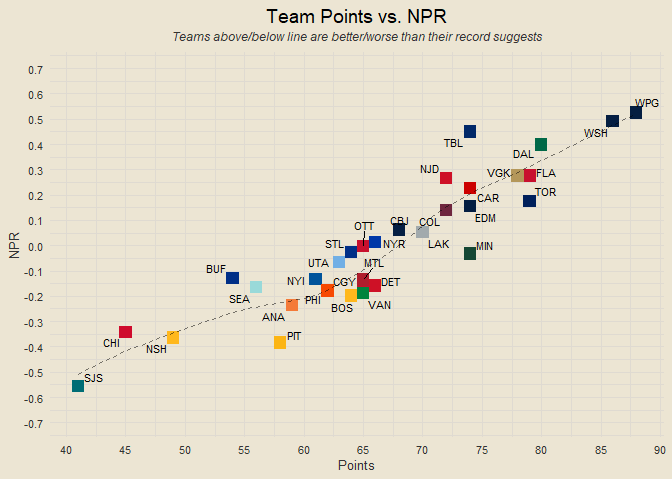 Team Points vs. NPR
Teams above/below line are better/worse than their record suggests
0.7
0.6
WPG
0.5
WSH
TBL
0.4
DAL
0.3
NJD
VGK
FLA
0.2
CAR
TOR
0.1
OTT
CBJ
COL
EDM
0.0
STL
NYR
LAK
MIN
UTA
MTL
-0.1
BUF
NYI
CGY
DET
-0.2
SEA
PHI
BOS
VAN
ANA
-0.3
CHI
NSH
PIT
-0.4
-0.5
SJS
-0.6
-0.7
NPR
40 45 50 55 60 65 70 75 80 85 90
Points